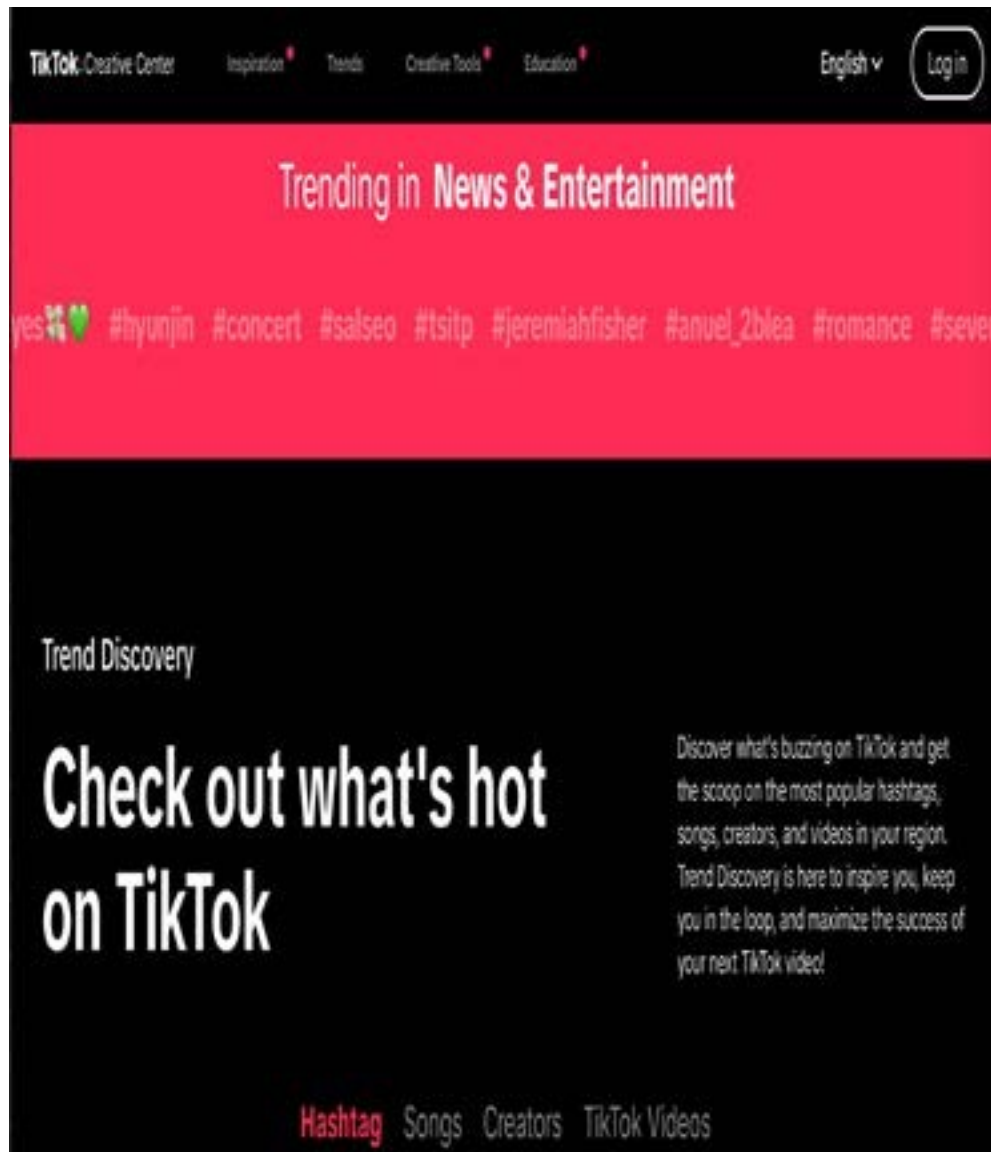 TikTok: Creative Center Inspiration Trends Creative Tools Education English Log in
Trending in News & Entertainment
yes💸💚 #hyunjin #concert #salseo #tsitp #jeremiahfisher #anuel_2blea #romance #seve
Trend Discovery
Check out what's hot
on TikTok
Discover what's buzzing on TikTok and get
the scoop on the most popular hashtags,
songs, creators, and videos in your region.
Trend Discovery is here to inspire you, keep
you in the loop, and maximize the success of
your next TikTok video!
Hashtag Songs Creators TikTok Videos